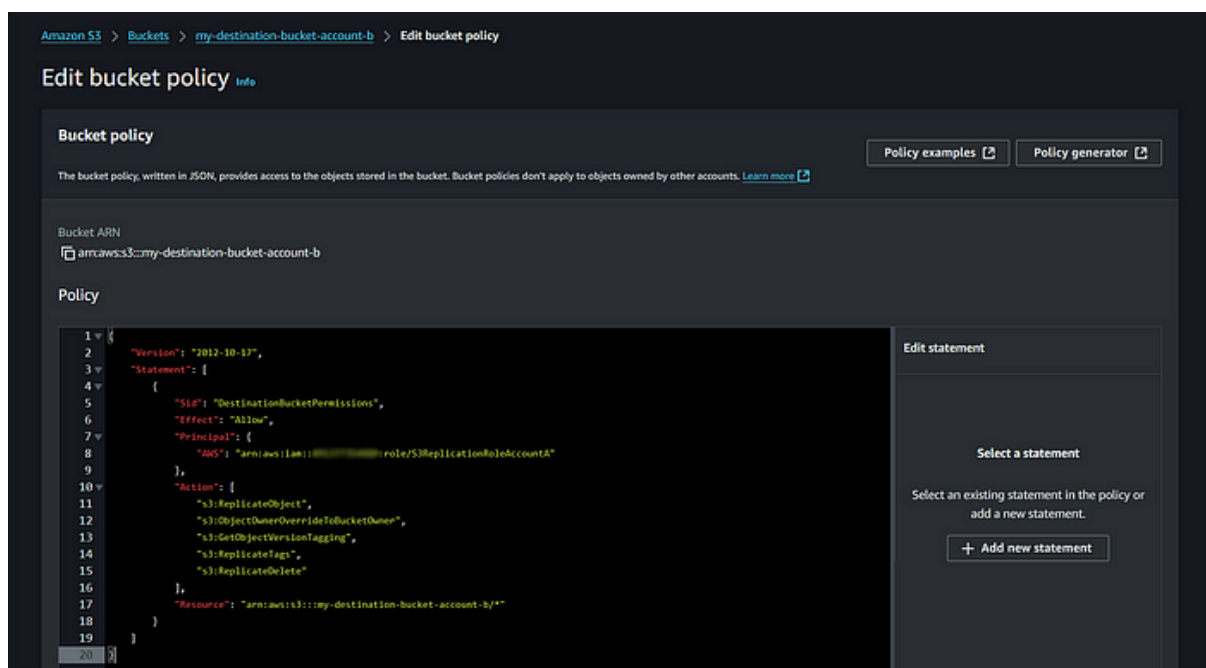 Amazon S3 > Buckets > my-destination-bucket-account-b > Edit bucket policy
Edit bucket policy Info
Bucket policy
Policy examples
Policy generator
The bucket policy, written in JSON, provides access to the objects stored in the bucket. Bucket policies don't apply to objects owned by other accounts. Learn more
Bucket ARN
arn:aws:s3:::my-destination-bucket-account-b
Policy
1 {
2 "Version": "2012-10-17",
3 "Statement": [
4 {
5 "Sid": "DestinationBucketPermissions",
6 "Effect": "Allow",
7 "Principal": {
8 "AWS": "arn:aws:iam:: :role/S3ReplicationRoleAccountA"
9 },
10 "Action": [
11 "s3:ReplicateObject",
12 "s3:ObjectOwnerOverrideToBucketOwner",
13 "s3:GetObjectVersionTagging",
14 "s3:ReplicateTags",
15 "s3:ReplicateDelete"
16 ],
17 "Resource": "arn:aws:s3:::my-destination-bucket-account-b/*"
18 }
19 ]
20 }
Edit statement
Select a statement
Select an existing statement in the policy or
add a new statement.
+ Add new statement